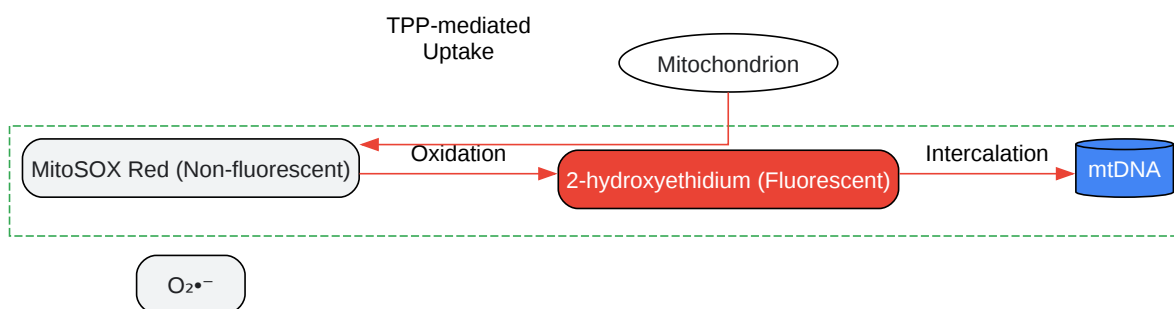 TPP-mediated
Uptake
Mitochondrion
MitoSOX Red (Non-fluorescent)
Oxidation
2-hydroxyethidium (Fluorescent)
Intercalation
mtDNA
O₂•⁻